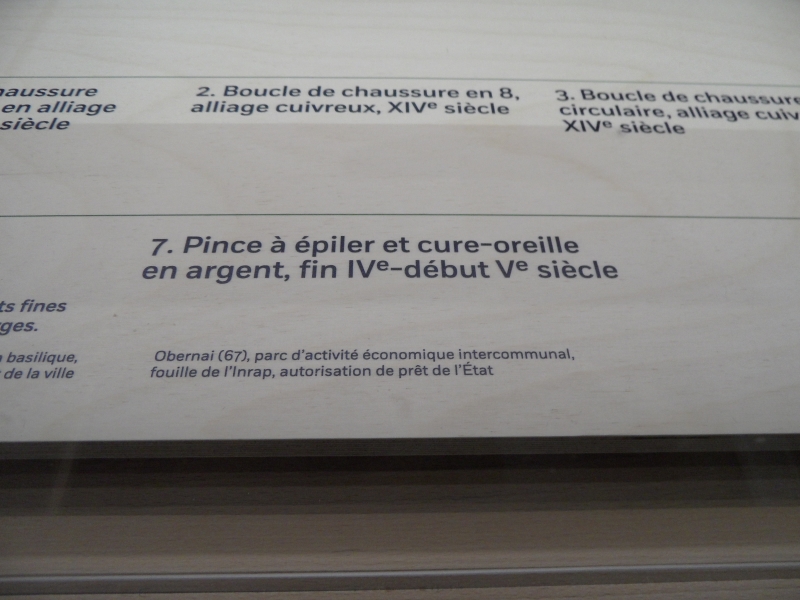 haussure
en alliage
siècle
2. Boucle de chaussure en 8,
alliage cuivreux, XIVe siècle
3. Boucle de chaussure
circulaire, alliage cuiv
XIVe siècle
7. Pince à épiler et cure-oreille
en argent, fin IVe-début Ve siècle
ts fines
ges.
basilique,
de la ville
Obernai (67), parc d'activité économique intercommunal,
fouille de l'Inrap, autorisation de prêt de l'État